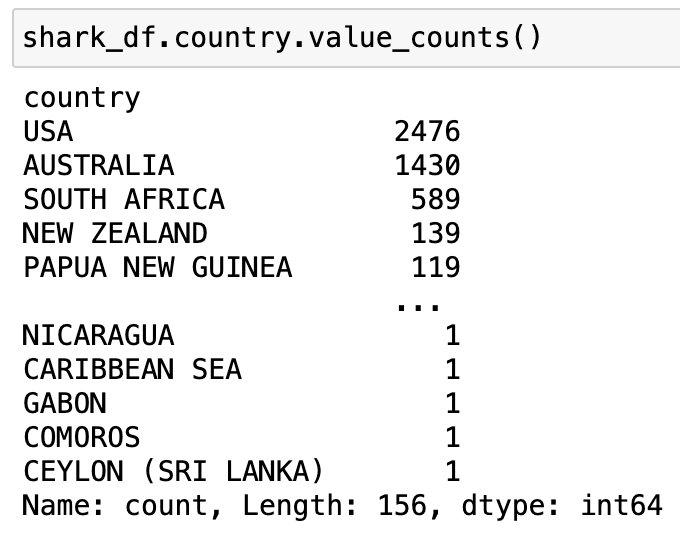 shark_df.country.value_counts()
country
USA 2476
AUSTRALIA 1430
SOUTH AFRICA 589
NEW ZEALAND 139
PAPUA NEW GUINEA 119
...
NICARAGUA 1
CARIBBEAN SEA 1
GABON 1
COMOROS 1
CEYLON (SRI LANKA) 1
Name: count, Length: 156, dtype: int64